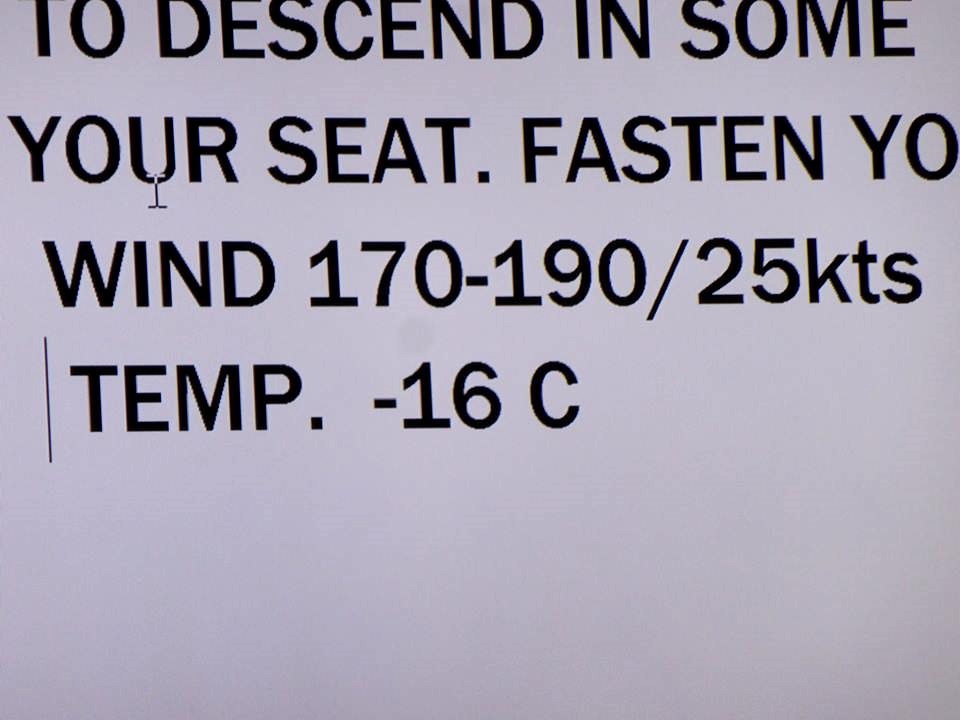 TO DESCEND IN SOME
YOUR SEAT. FASTEN YO
WIND 170-190/25kts
TEMP. -16 C